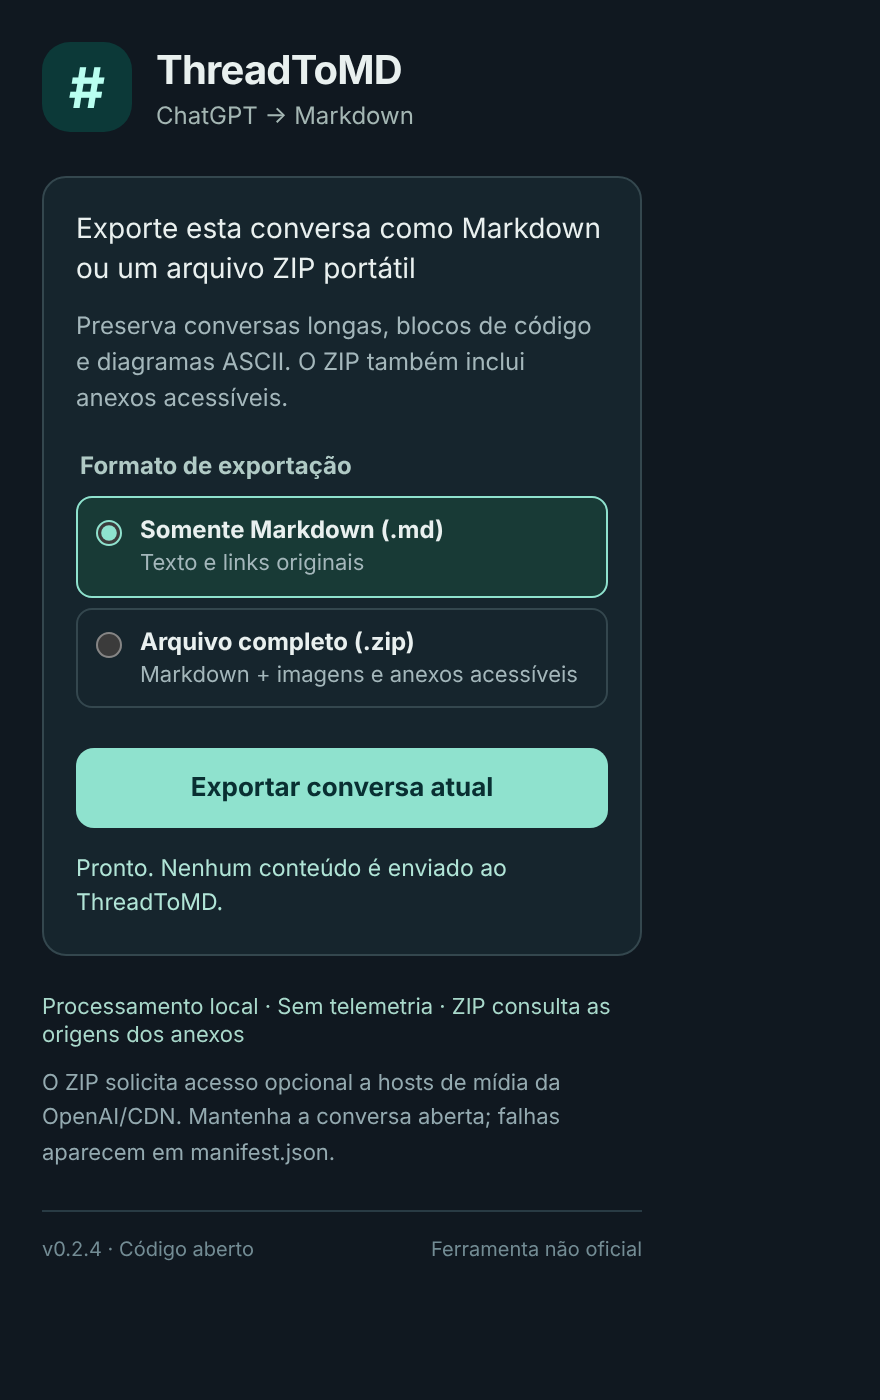 #
ThreadToMD
ChatGPT → Markdown
Exporte esta conversa como Markdown
ou um arquivo ZIP portátil
Preserva conversas longas, blocos de código
e diagramas ASCII. O ZIP também inclui
anexos acessíveis.
Formato de exportação
Somente Markdown (.md)
Texto e links originais
Arquivo completo (.zip)
Markdown + imagens e anexos acessíveis
Exportar conversa atual
Pronto. Nenhum conteúdo é enviado ao
ThreadToMD.
Processamento local · Sem telemetria · ZIP consulta as
origens dos anexos
O ZIP solicita acesso opcional a hosts de mídia da
OpenAI/CDN. Mantenha a conversa aberta; falhas
aparecem em manifest.json.
v0.2.4 · Código aberto
Ferramenta não oficial